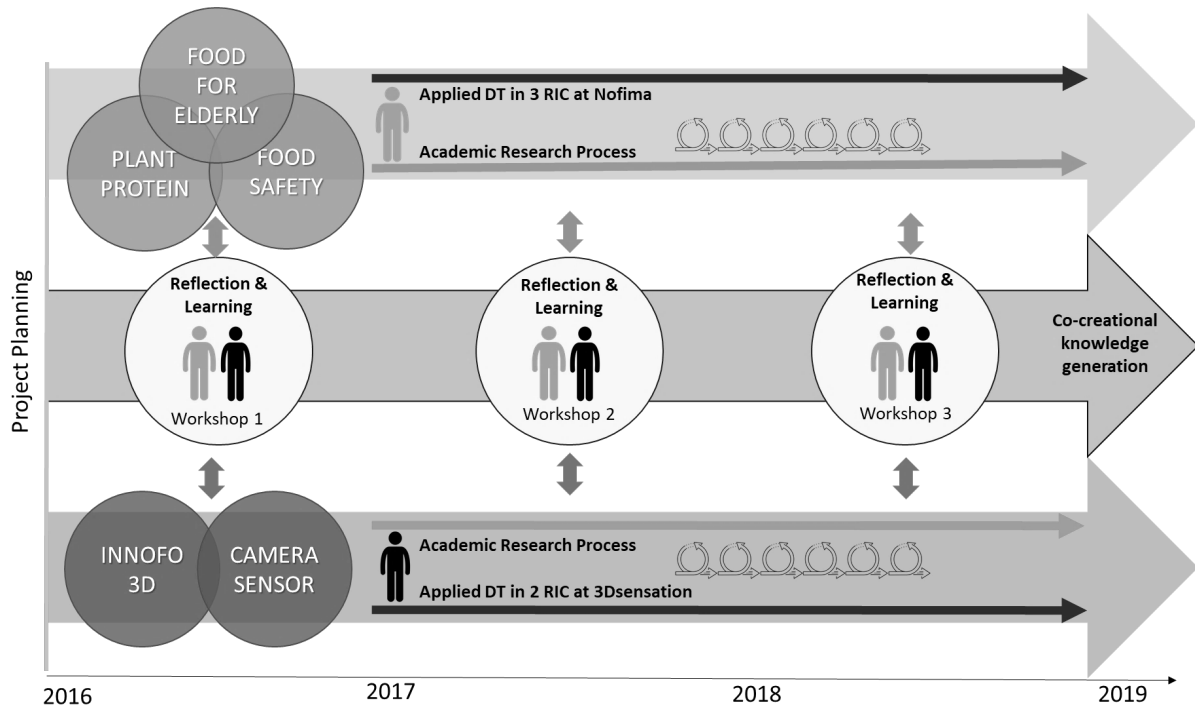 FOOD
FOR
ELDERLY
PLANT
PROTEIN
FOOD
SAFETY
Applied DT in 3 RIC at Nofima
Academic Research Process
Project Planning
Reflection &
Learning
Workshop 1
Reflection &
Learning
Workshop 2
Reflection &
Learning
Workshop 3
Co-creational
knowledge
generation
INNOFO
3D
CAMERA
SENSOR
Academic Research Process
Applied DT in 2 RIC at 3Dsensation
2016
2017
2018
2019